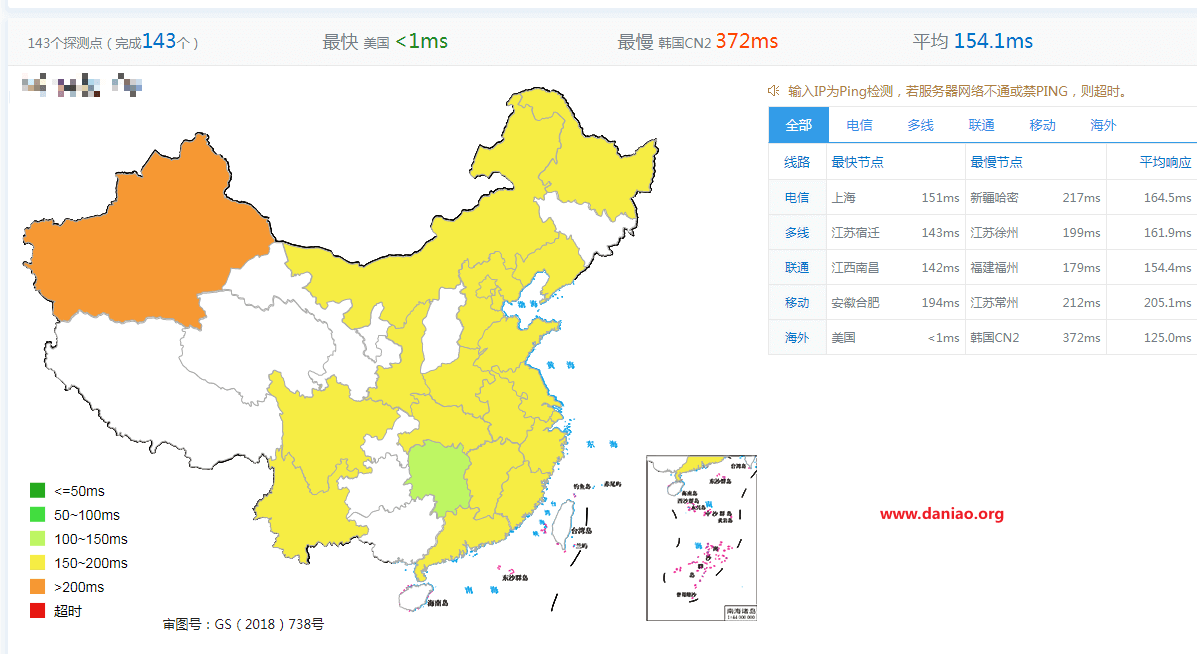 143个探测点 ( 完成143个 ) 最快 美国 <1ms 最慢 韩国CN2 372ms 平均 154.1ms
输入IP为Ping检测，若服务器网络不通或禁PING，则超时。
全部 电信 多线 联通 移动 海外
线路 最快节点 最慢节点 平均响应
电信 上海 151ms 新疆哈密 217ms 164.5ms
多线 江苏宿迁 143ms 江苏徐州 199ms 161.9ms
联通 江西南昌 142ms 福建福州 179ms 154.4ms
移动 安徽合肥 194ms 江苏常州 212ms 205.1ms
海外 美国 <1ms 韩国CN2 372ms 125.0ms
渤 海
黄 海
东 海
钓鱼岛 赤尾屿
台湾岛
兰屿
东沙群岛
南 海
海南岛
台湾岛
东沙群岛
海南岛
西沙群岛
黄岩岛
曾母暗沙
南海诸岛
<=50ms
50~100ms
100~150ms
150~200ms
>200ms
超时
审图号：GS ( 2018 ) 738号
www.daniao.org